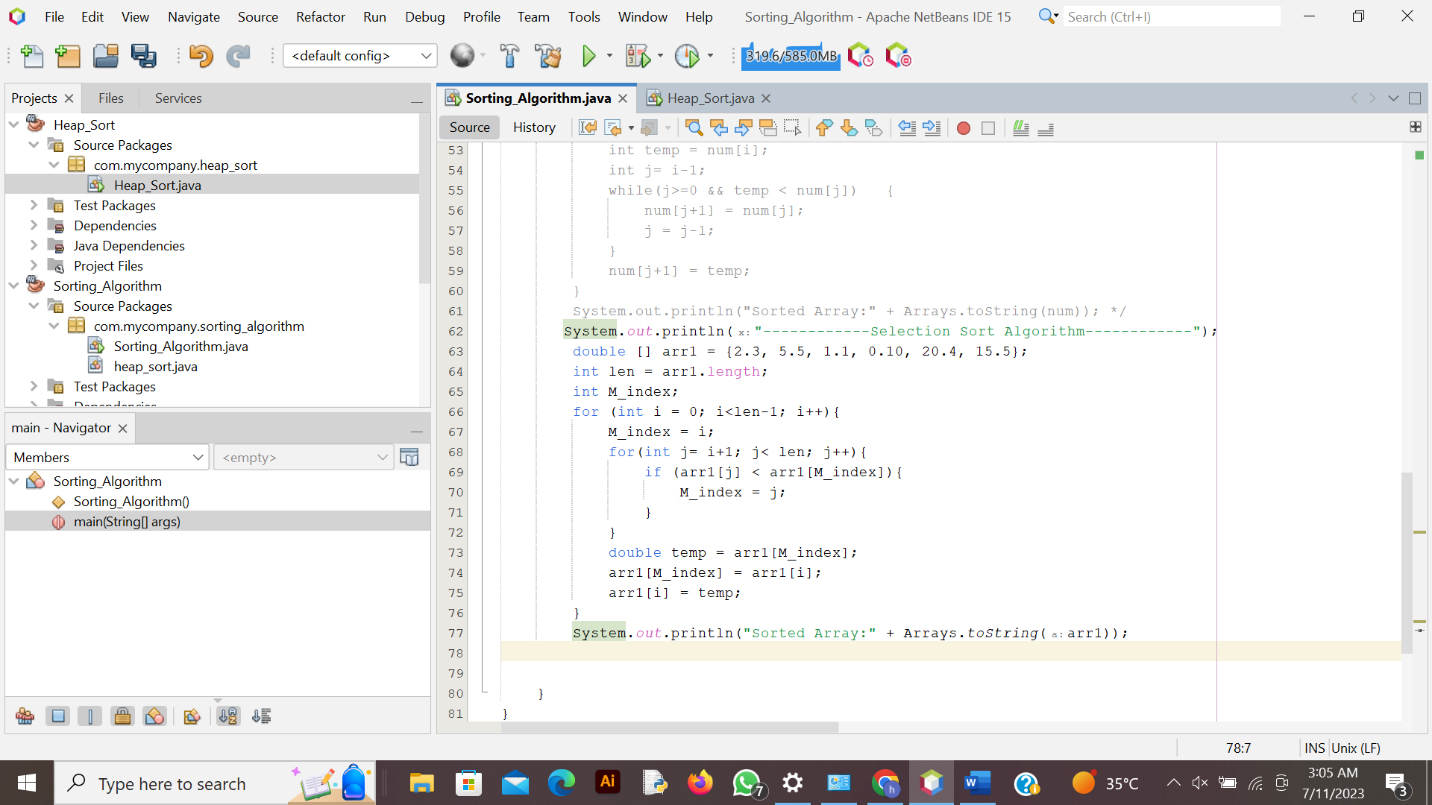 File Edit View Navigate Source Refactor Run Debug Profile Team Tools Window Help Sorting_Algorithm - Apache NetBeans IDE 15 Search (Ctrl+I)
<default config> 319.6/585.0MB
Projects Files Services
Heap_Sort
Source Packages
com.mycompany.heap_sort
Heap_Sort.java
Test Packages
Dependencies
Java Dependencies
Project Files
Sorting_Algorithm
Source Packages
com.mycompany.sorting_algorithm
Sorting_Algorithm.java
heap_sort.java
Test Packages
Dependencies
main - Navigator
Members <empty>
Sorting_Algorithm
Sorting_Algorithm()
main(String[] args)
Sorting_Algorithm.java Heap_Sort.java
Source History
53 int temp = num[i];
54 int j= i-1;
55 while(j>=0 && temp < num[j]) {
56 num[j+1] = num[j];
57 j = j-1;
58 }
59 num[j+1] = temp;
60 }
61 System.out.println("Sorted Array:" + Arrays.toString(num)); */
62 System.out.println( x: "------------Selection Sort Algorithm------------");
63 double [] arr1 = {2.3, 5.5, 1.1, 0.10, 20.4, 15.5};
64 int len = arr1.length;
65 int M_index;
66 for (int i = 0; i<len-1; i++){
67 M_index = i;
68 for(int j= i+1; j< len; j++){
69 if (arr1[j] < arr1[M_index]){
70 M_index = j;
71 }
72 }
73 double temp = arr1[M_index];
74 arr1[M_index] = arr1[i];
75 arr1[i] = temp;
76 }
77 System.out.println("Sorted Array:" + Arrays.toString( a: arr1));
78
79
80 }
81 }
78:7 INS Unix (LF)
Type here to search Ai 7 W 35°C 3:05 AM
7/11/2023 3